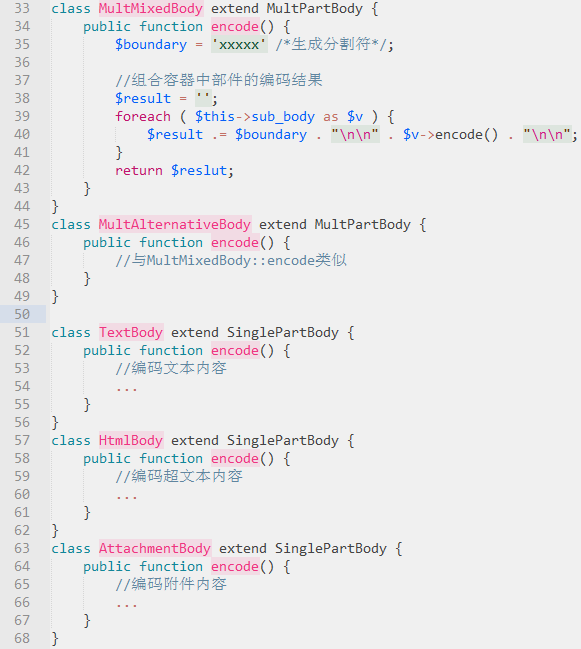 33 class MultMixedBody extend MultPartBody {
34     public function encode() {
35         $boundary = 'xxxxx' /*生成分割符*/;
36
37         //组合容器中部件的编码结果
38         $result = '';
39         foreach ( $this->sub_body as $v ) {
40             $result .= $boundary . "\n\n" . $v->encode() . "\n\n";
41         }
42         return $reslut;
43     }
44 }
45 class MultAlternativeBody extend MultPartBody {
46     public function encode() {
47         //与MultMixedBody::encode类似
48     }
49 }
50
51 class TextBody extend SinglePartBody {
52     public function encode() {
53         //编码文本内容
54         ...
55     }
56 }
57 class HtmlBody extend SinglePartBody {
58     public function encode() {
59         //编码超文本内容
60         ...
61     }
62 }
63 class AttachmentBody extend SinglePartBody {
64     public function encode() {
65         //编码附件内容
66         ...
67     }
68 }